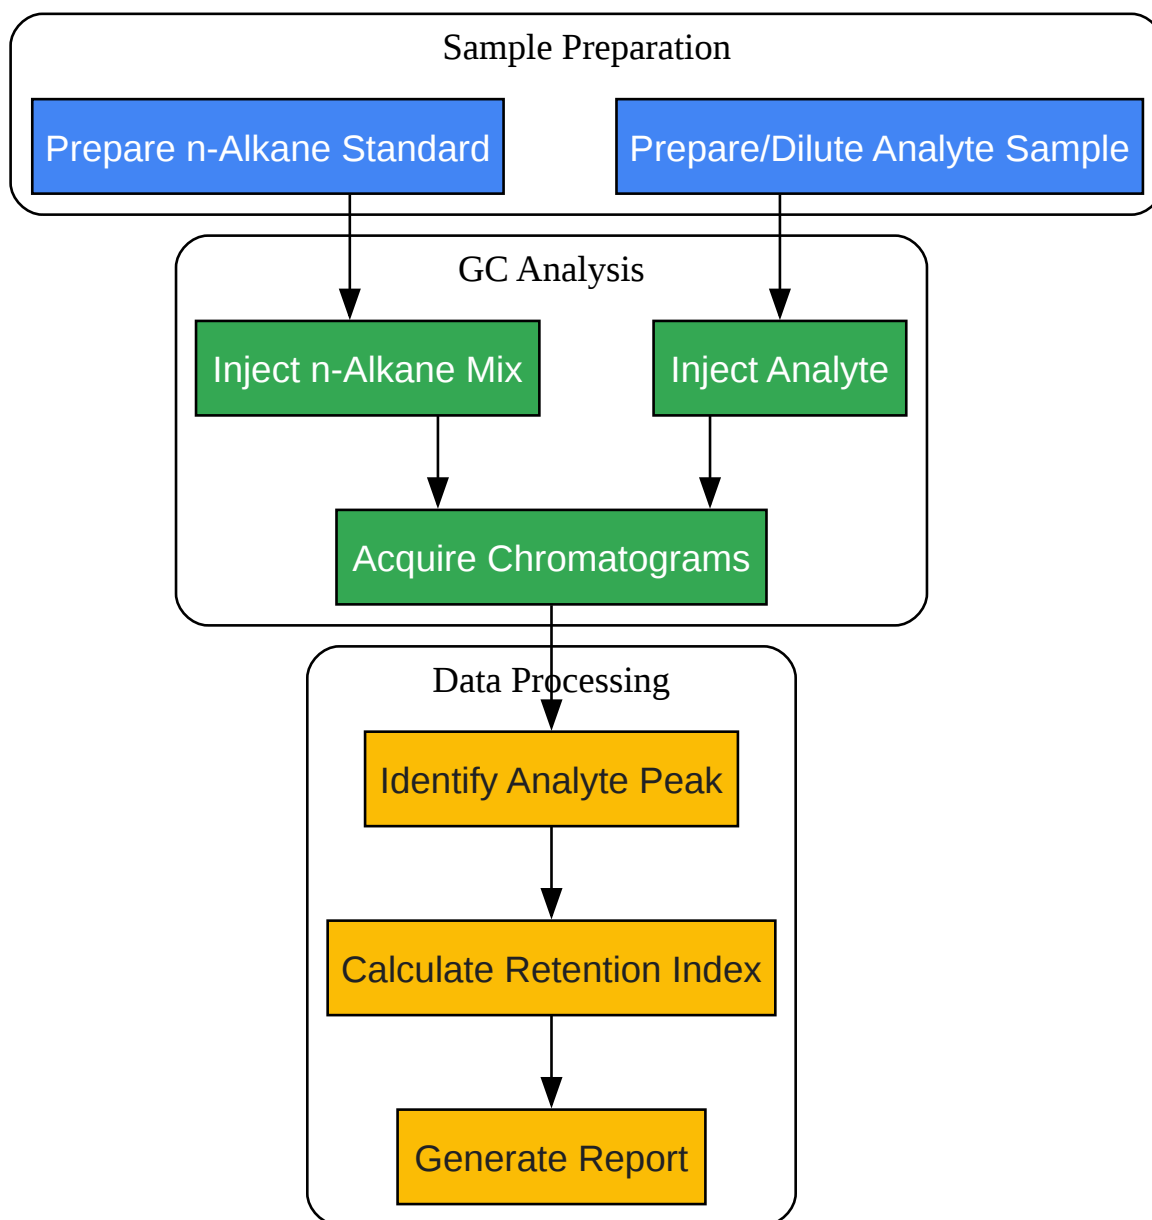 Sample Preparation
Prepare n-Alkane Standard
Prepare/Dilute Analyte Sample
GC Analysis
Inject n-Alkane Mix
Inject Analyte
Acquire Chromatograms
Data Processing
Identify Analyte Peak
Calculate Retention Index
Generate Report